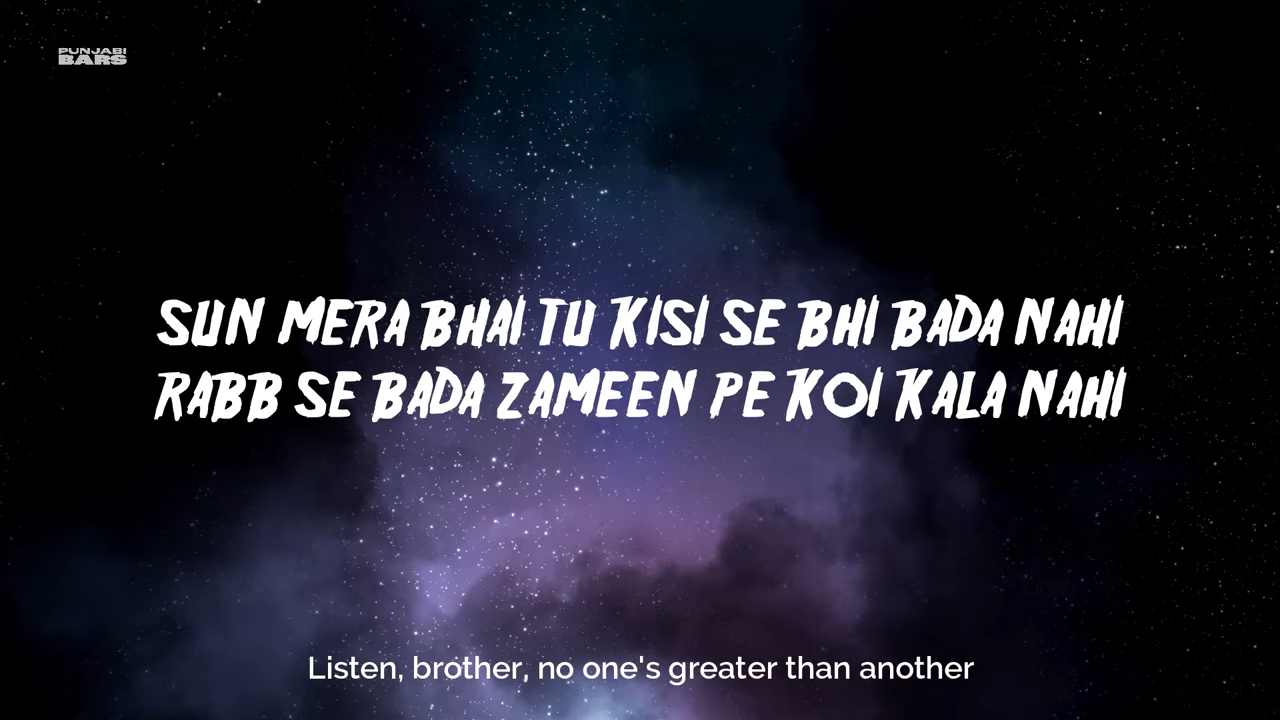 PUNJABI
BARS
SUN MERA BHAI TU KISI SE BHI BADA NAHI
RABB SE BADA ZAMEEN PE KOI KALA NAHI
Listen, brother, no one's greater than another